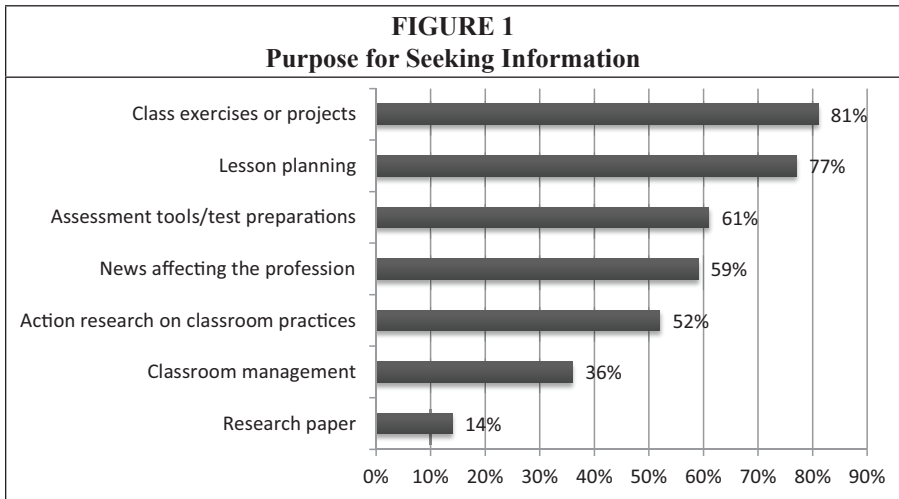 FIGURE 1
Purpose for Seeking Information
Class exercises or projects 81%
Lesson planning 77%
Assessment tools/test preparations 61%
News affecting the profession 59%
Action research on classroom practices 52%
Classroom management 36%
Research paper 14%
0% 10% 20% 30% 40% 50% 60% 70% 80% 90%